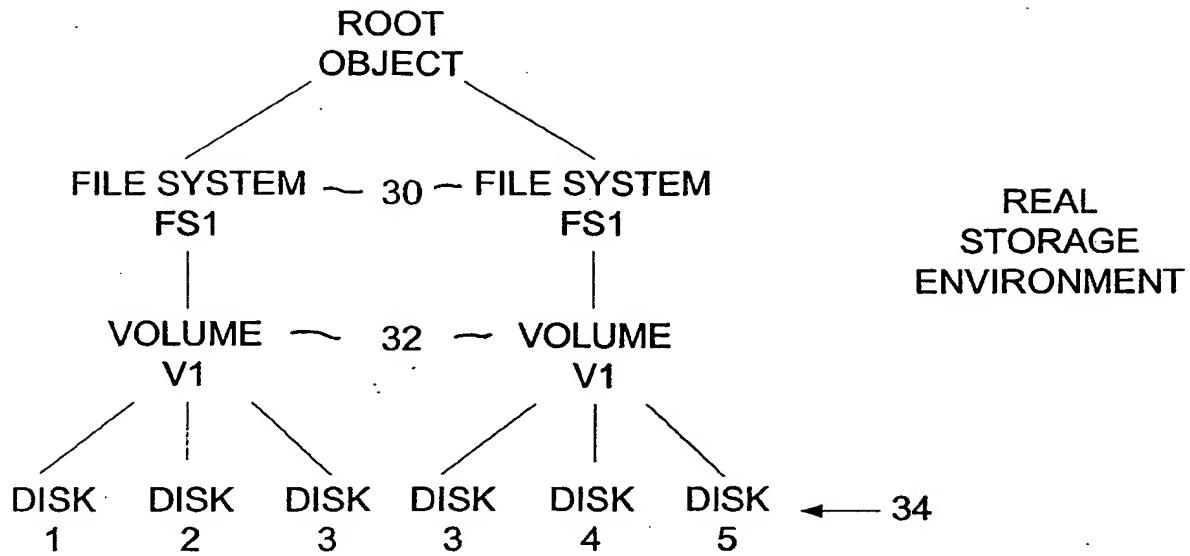 ROOT
OBJECT
FILE SYSTEM 30 FILE SYSTEM
FS1 FS1
REAL
STORAGE
ENVIRONMENT
VOLUME 32 VOLUME
V1 V1
DISK DISK DISK DISK DISK DISK 34
1 2 3 3 4 5